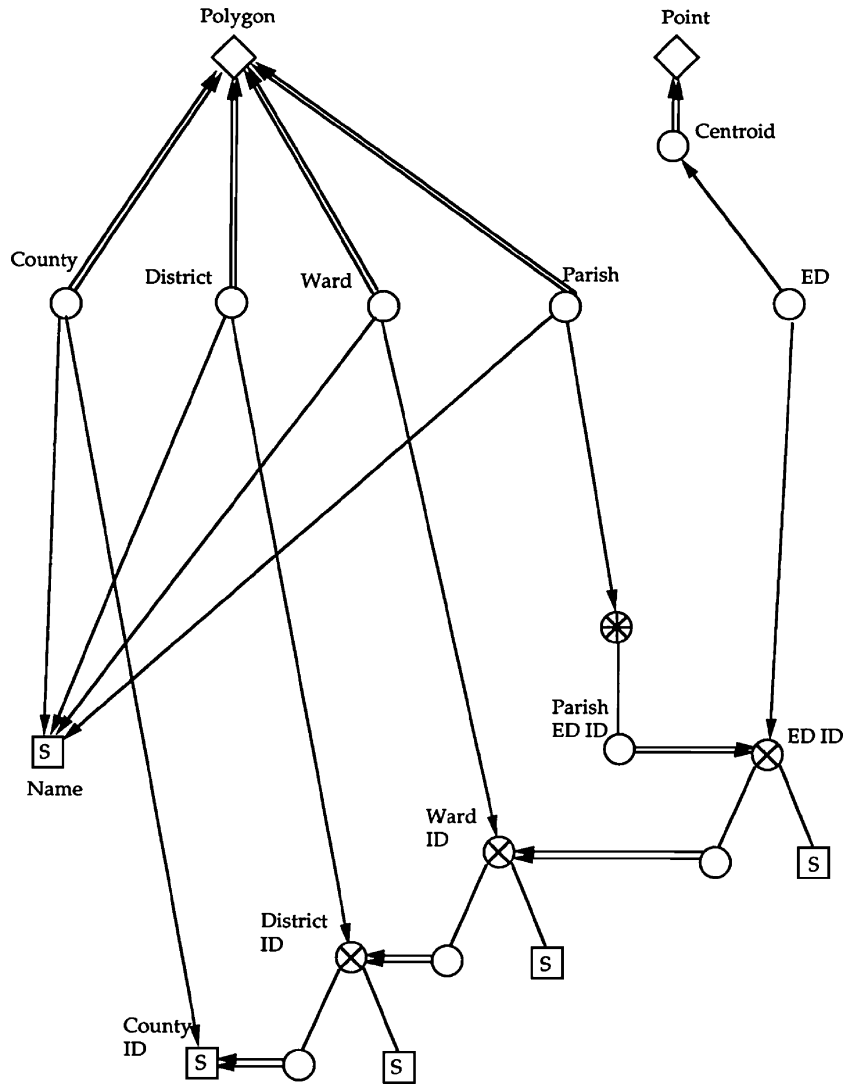 Polygon
Point
Centroid
County
District
Ward
Parish
ED
Parish
ED ID
ED ID
S
Name
Ward
ID
S
District
ID
S
County
ID
S
S